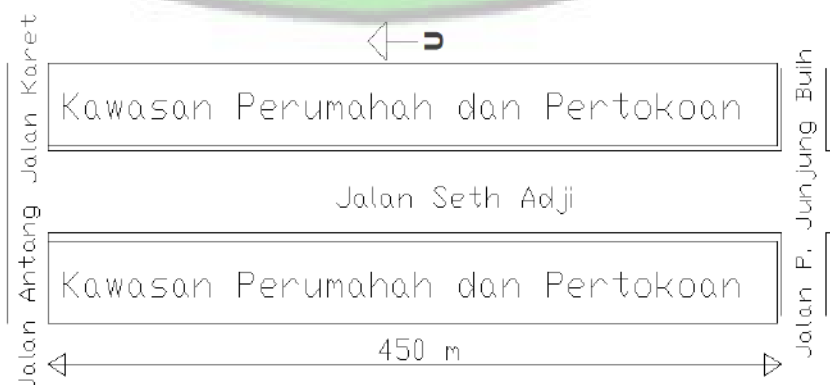 U
Jalan Karet
Kawasan Perumahah dan Pertokoan
Jalan Seth Adji
Jalan Antang
Kawasan Perumahah dan Pertokoan
Jalan P. Junjung Buih
450 m